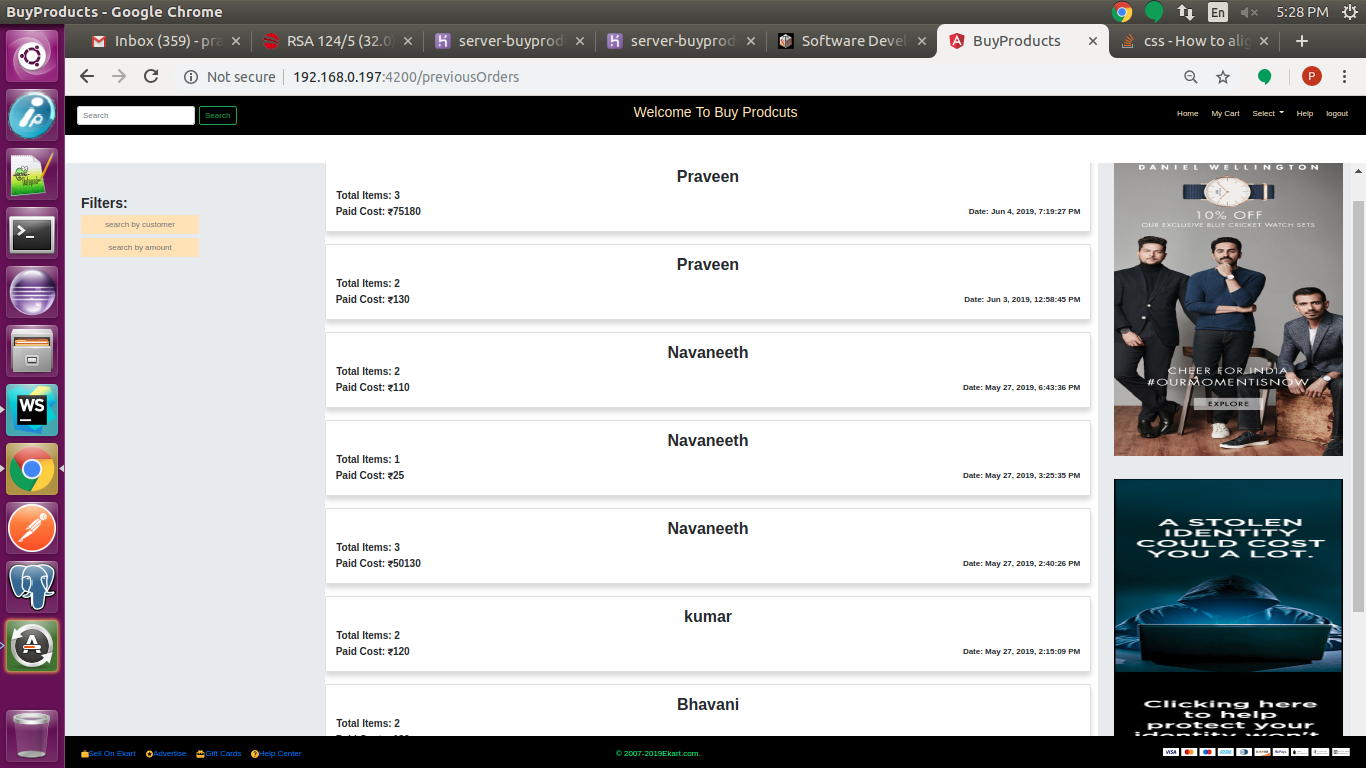 BuyProducts - Google Chrome
En
5:28 PM
Inbox (359) - pra
RSA 124/5 (32.0)
server-buyprod
server-buyprod
Software Devel
BuyProducts
css - How to alig
Not secure
192.168.0.197:4200/previousOrders
P
Search
Search
Welcome To Buy Prodcuts
Home
My Cart
Select
Help
logout
Filters:
search by customer
search by amount
Praveen
Total Items: 3
Paid Cost: ₹75180
Date: Jun 4, 2019, 7:19:27 PM
Praveen
Total Items: 2
Paid Cost: ₹130
Date: Jun 3, 2019, 12:58:45 PM
Navaneeth
Total Items: 2
Paid Cost: ₹110
Date: May 27, 2019, 6:43:36 PM
Navaneeth
Total Items: 1
Paid Cost: ₹25
Date: May 27, 2019, 3:25:35 PM
Navaneeth
Total Items: 3
Paid Cost: ₹50130
Date: May 27, 2019, 2:40:26 PM
kumar
Total Items: 2
Paid Cost: ₹120
Date: May 27, 2019, 2:15:09 PM
Bhavani
Total Items: 2
DANIEL WELLINGTON
10% OFF
OUR EXCLUSIVE BLUE CRICKET WATCH SETS
CHEER FOR INDIA
#OURMOMENTISNOW
EXPLORE
A STOLEN
IDENTITY
COULD COST
YOU A LOT.
Clicking here
to help
protect your
identity won't
WS
Sell On Ekart
Advertise
Gift Cards
Help Center
© 2007-2019Ekart.com.
VISA